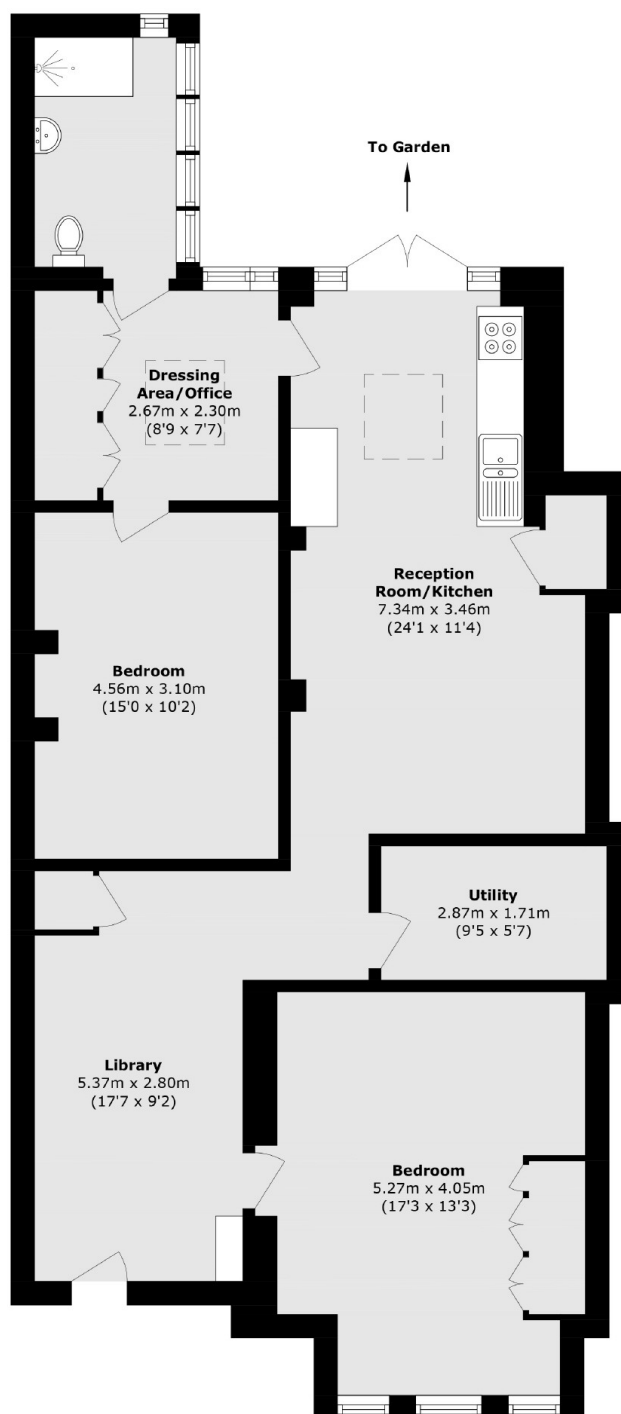 To Garden
Dressing
Area/Office
2.67m x 2.30m
(8'9 x 7'7)
Reception
Room/Kitchen
7.34m x 3.46m
(24'1 x 11'4)
Bedroom
4.56m x 3.10m
(15'0 x 10'2)
Utility
2.87m x 1.71m
(9'5 x 5'7)
Library
5.37m x 2.80m
(17'7 x 9'2)
Bedroom
5.27m x 4.05m
(17'3 x 13'3)